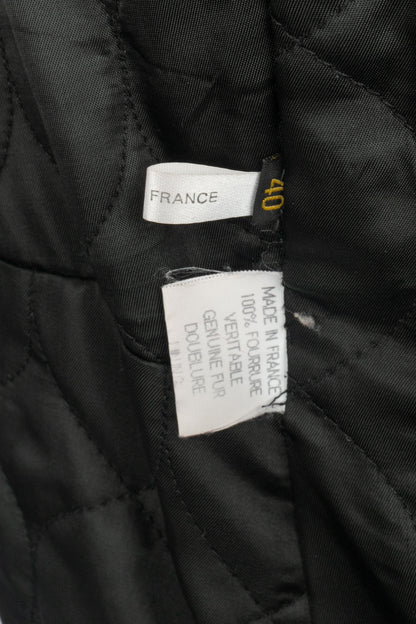 FRANCE
40
MADE IN FRANCE
100% FOURRURE
VERITABLE
GENUINE FUR
DOUBLURE